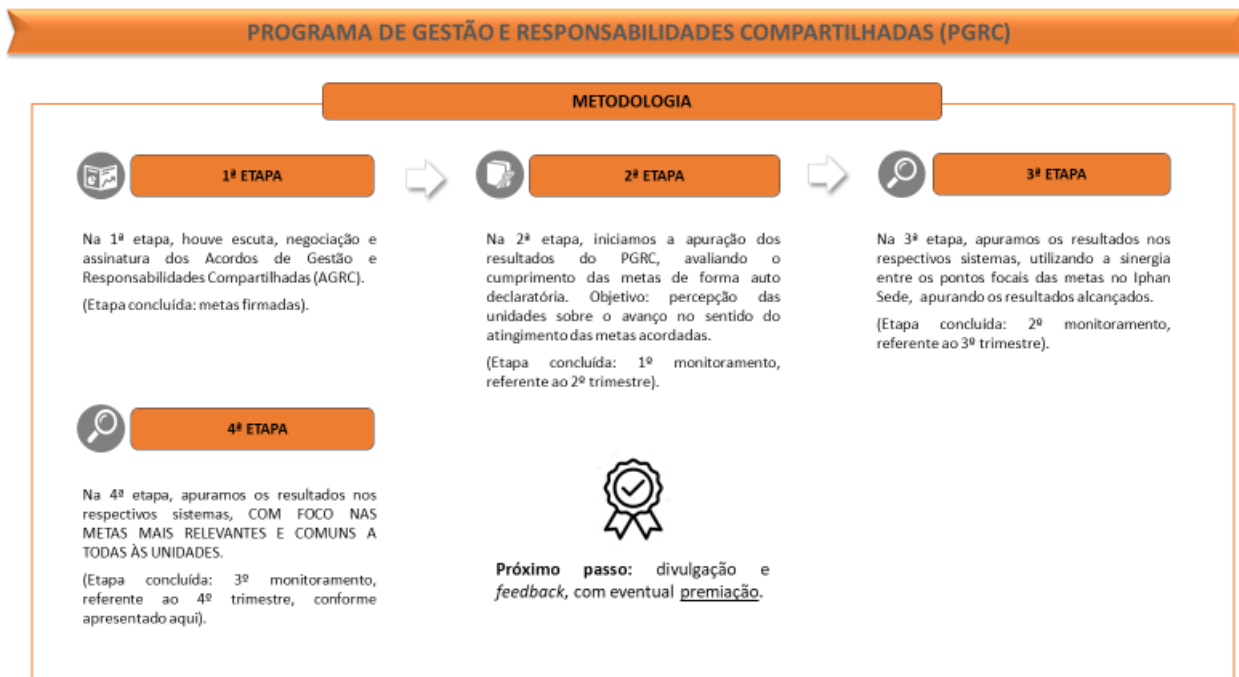 PROGRAMA DE GESTÃO E RESPONSABILIDADES COMPARTILHADAS (PGRC)
METODOLOGIA
1ª ETAPA
Na 1ª etapa, houve escuta, negociação e
assinatura dos Acordos de Gestão e
Responsabilidades Compartilhadas (AGRC).
(Etapa concluída: metas firmadas).
2ª ETAPA
Na 2ª etapa, iniciamos a apuração dos
resultados do PGRC, avaliando o
cumprimento das metas de forma auto
declaratória. Objetivo: percepção das
unidades sobre o avanço no sentido do
atingimento das metas acordadas.
(Etapa concluída: 1º monitoramento,
referente ao 2º trimestre).
3ª ETAPA
Na 3ª etapa, apuramos os resultados nos
respectivos sistemas, utilizando a sinergia
entre os pontos focais das metas no Iphan
Sede, apurando os resultados alcançados.
(Etapa concluída: 2º monitoramento,
referente ao 3º trimestre).
4ª ETAPA
Na 4ª etapa, apuramos os resultados nos
respectivos sistemas, COM FOCO NAS
METAS MAIS RELEVANTES E COMUNS A
TODAS ÀS UNIDADES.
(Etapa concluída: 3º monitoramento,
referente ao 4º trimestre, conforme
apresentado aqui).
Próximo passo: divulgação e
feedback, com eventual premiação.